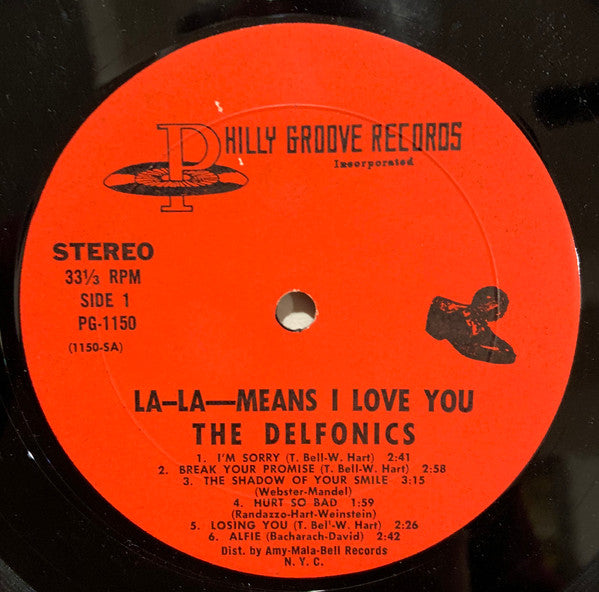 PHILLY GROOVE RECORDS
Incorporated
STEREO
33⅓ RPM
SIDE 1
PG-1150
(1150-SA)
LA-LA—MEANS I LOVE YOU
THE DELFONICS
1. I'M SORRY (T. Bell-W. Hart) 2:41
2. BREAK YOUR PROMISE (T. Bell-W. Hart) 2:58
3. THE SHADOW OF YOUR SMILE 3:15
(Webster-Mandel)
4. HURT SO BAD 1:59
(Randazzo-Hart-Weinstein)
5. LOSING YOU (T. Bell-W. Hart) 2:26
6. ALFIE (Bacharach-David) 2:42
Dist. by Amy-Mala-Bell Records
N. Y. C.